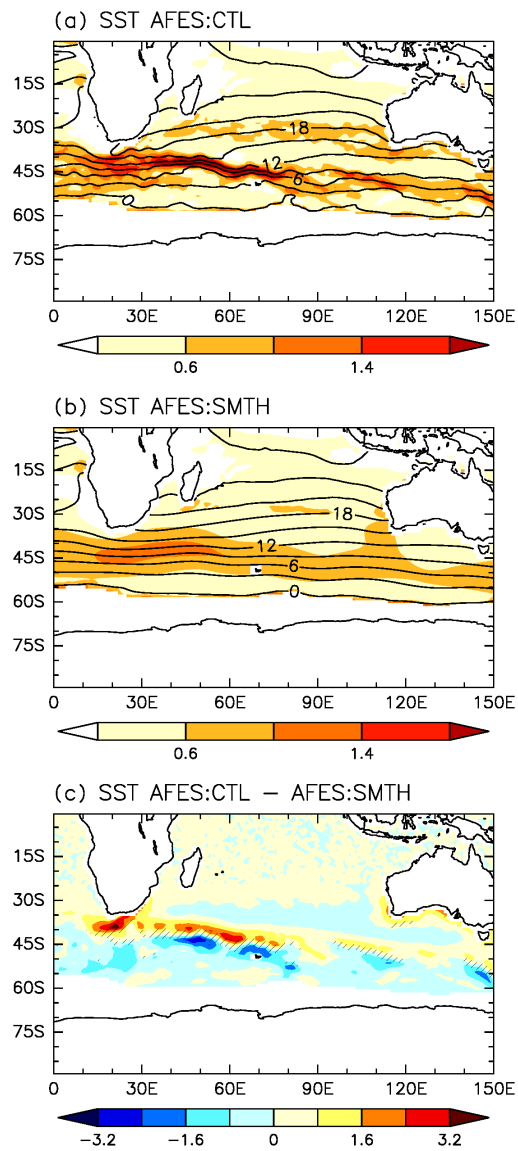 (a) SST AFES:CTL
15S
30S
45S
60S
75S
18
12
6
0
0 30E 60E 90E 120E 150E
0.6 1.4
(b) SST AFES:SMTH
15S
30S
45S
60S
75S
18
12
6
0
0 30E 60E 90E 120E 150E
0.6 1.4
(c) SST AFES:CTL − AFES:SMTH
15S
30S
45S
60S
75S
0 30E 60E 90E 120E 150E
−3.2 −1.6 0 1.6 3.2